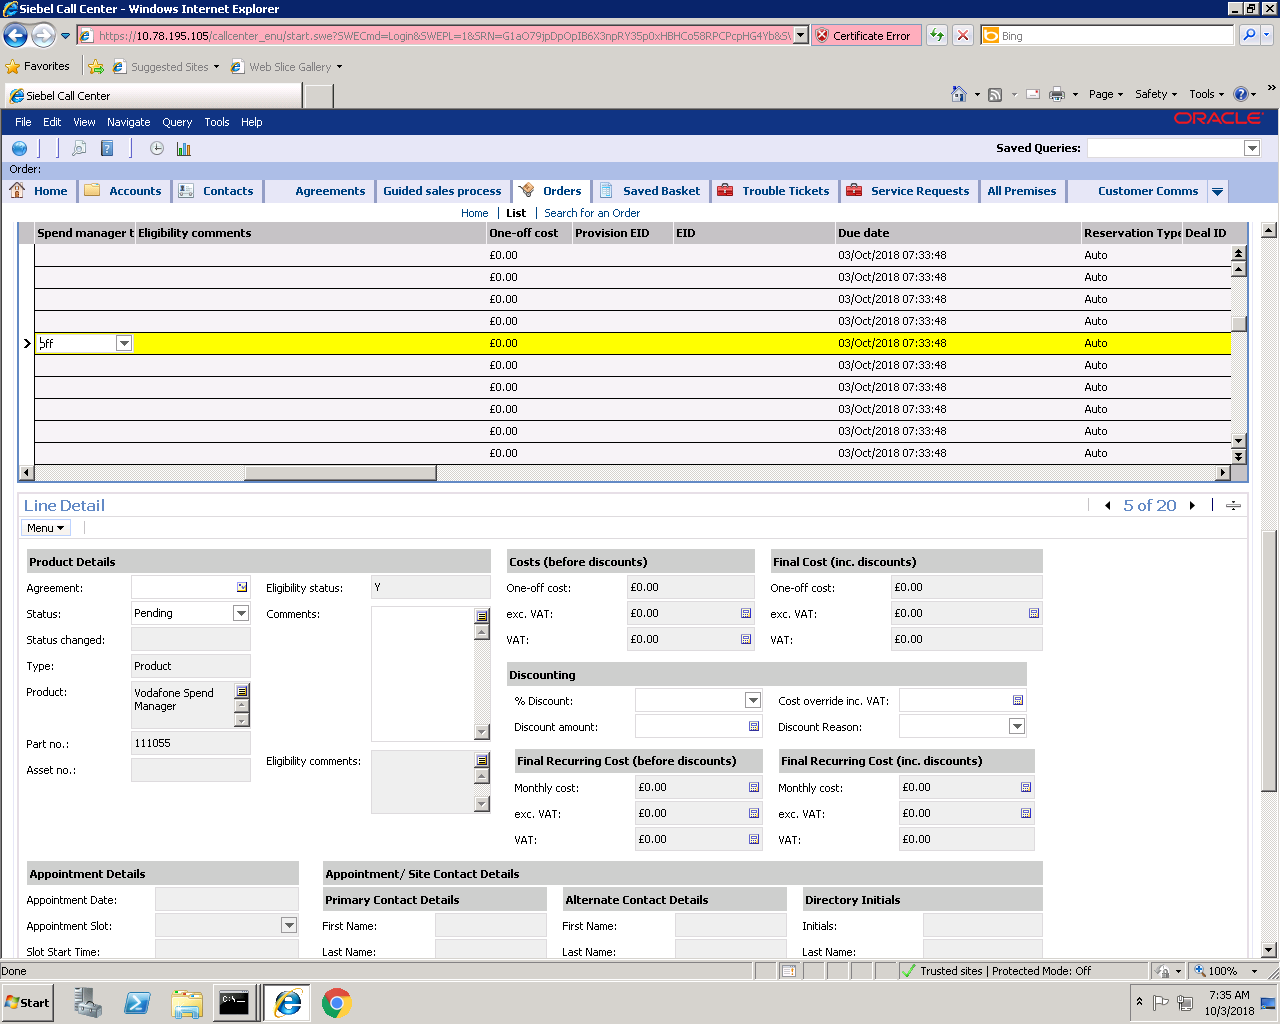 Siebel Call Center - Windows Internet Explorer
https://10.78.195.105/callcenter_enu/start.swe?SWECmd=Login&SWEPL=1&SRN=G1aO79jpDpOpIB6X3npRY35p0xHBHCo58RPCPcpHG4Yb&SV
Certificate Error
Bing
Favorites
Suggested Sites
Web Slice Gallery
Siebel Call Center
Page
Safety
Tools
File Edit View Navigate Query Tools Help
ORACLE
Saved Queries:
Order:
Home Accounts Contacts Agreements Guided sales process Orders Saved Basket Trouble Tickets Service Requests All Premises Customer Comms
Home | List | Search for an Order
Spend manager t Eligibility comments One-off cost Provision EID EID Due date Reservation Type Deal ID
£0.00 03/Oct/2018 07:33:48 Auto
£0.00 03/Oct/2018 07:33:48 Auto
£0.00 03/Oct/2018 07:33:48 Auto
£0.00 03/Oct/2018 07:33:48 Auto
off £0.00 03/Oct/2018 07:33:48 Auto
£0.00 03/Oct/2018 07:33:48 Auto
£0.00 03/Oct/2018 07:33:48 Auto
£0.00 03/Oct/2018 07:33:48 Auto
£0.00 03/Oct/2018 07:33:48 Auto
£0.00 03/Oct/2018 07:33:48 Auto
Line Detail
5 of 20
Menu
Product Details
Agreement:
Status: Pending
Status changed:
Type: Product
Product: Vodafone Spend
Manager
Part no.: 111055
Asset no.:
Eligibility status: Y
Comments:
Eligibility comments:
Costs (before discounts)
One-off cost: £0.00
exc. VAT: £0.00
VAT: £0.00
Final Cost (inc. discounts)
One-off cost: £0.00
exc. VAT: £0.00
VAT: £0.00
Discounting
% Discount:
Cost override inc. VAT:
Discount amount:
Discount Reason:
Final Recurring Cost (before discounts)
Monthly cost: £0.00
exc. VAT: £0.00
VAT: £0.00
Final Recurring Cost (inc. discounts)
Monthly cost: £0.00
exc. VAT: £0.00
VAT: £0.00
Appointment Details
Appointment Date:
Appointment Slot:
Slot Start Time:
Appointment/ Site Contact Details
Primary Contact Details
First Name:
Last Name:
Alternate Contact Details
First Name:
Last Name:
Directory Initials
Initials:
Last Name:
Done
Trusted sites | Protected Mode: Off
100%
Start
7:35 AM
10/3/2018